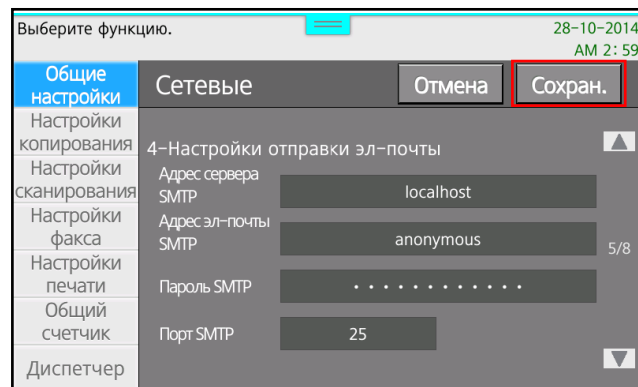 Выберите функцию.
28-10-2014
AM 2:59
Общие
настройки
Сетевые
Отмена
Сохран.
Настройки
копирования
Настройки
сканирования
Настройки
факса
Настройки
печати
Общий
счетчик
Диспетчер
4-Настройки отправки эл-почты
Адрес сервера
SMTP
localhost
Адрес эл-почты
SMTP
anonymous
5/8
Пароль SMTP
• • • • • • • • • • • •
Порт SMTP
25